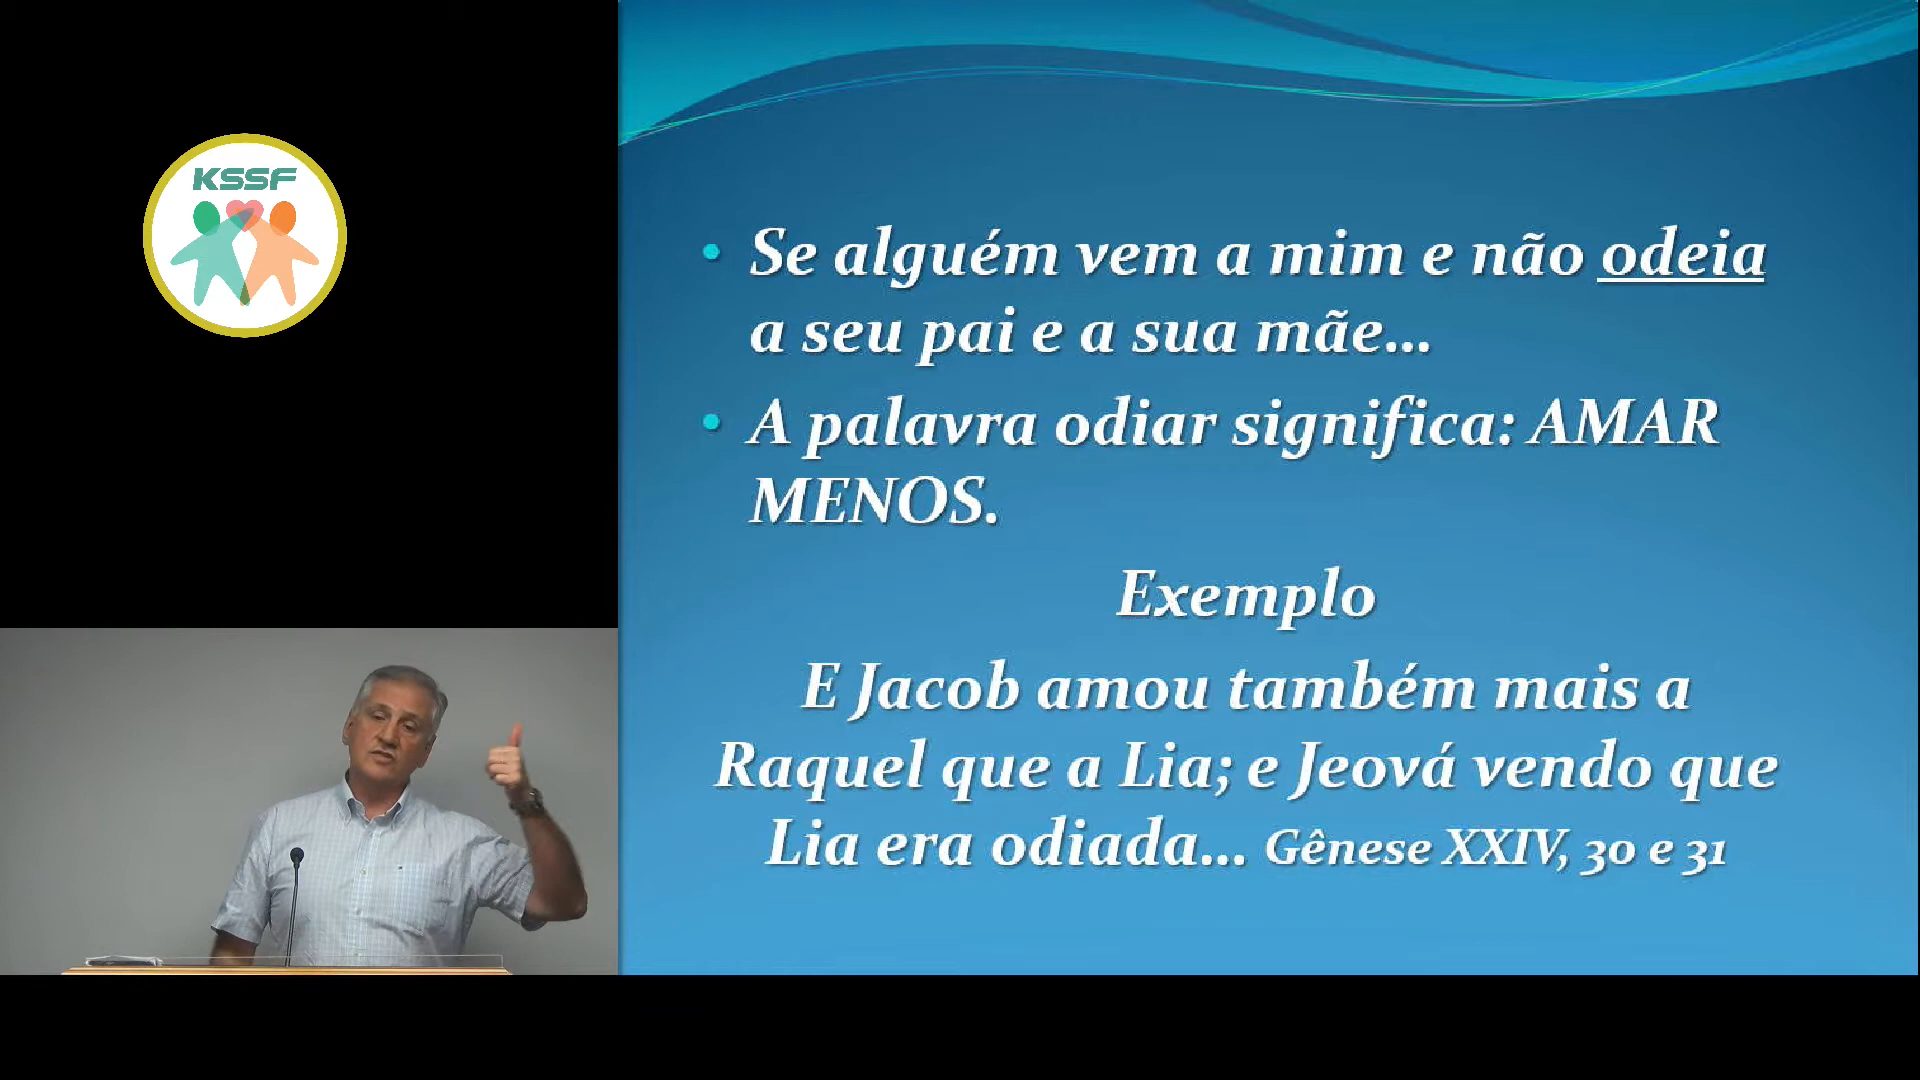 KSSF
Se alguém vem a mim e não odeia
a seu pai e a sua mãe...
A palavra odiar significa: AMAR
MENOS.
Exemplo
E Jacob amou também mais a
Raquel que a Lia; e Jeová vendo que
Lia era odiada... Gênese XXIV, 30 e 31